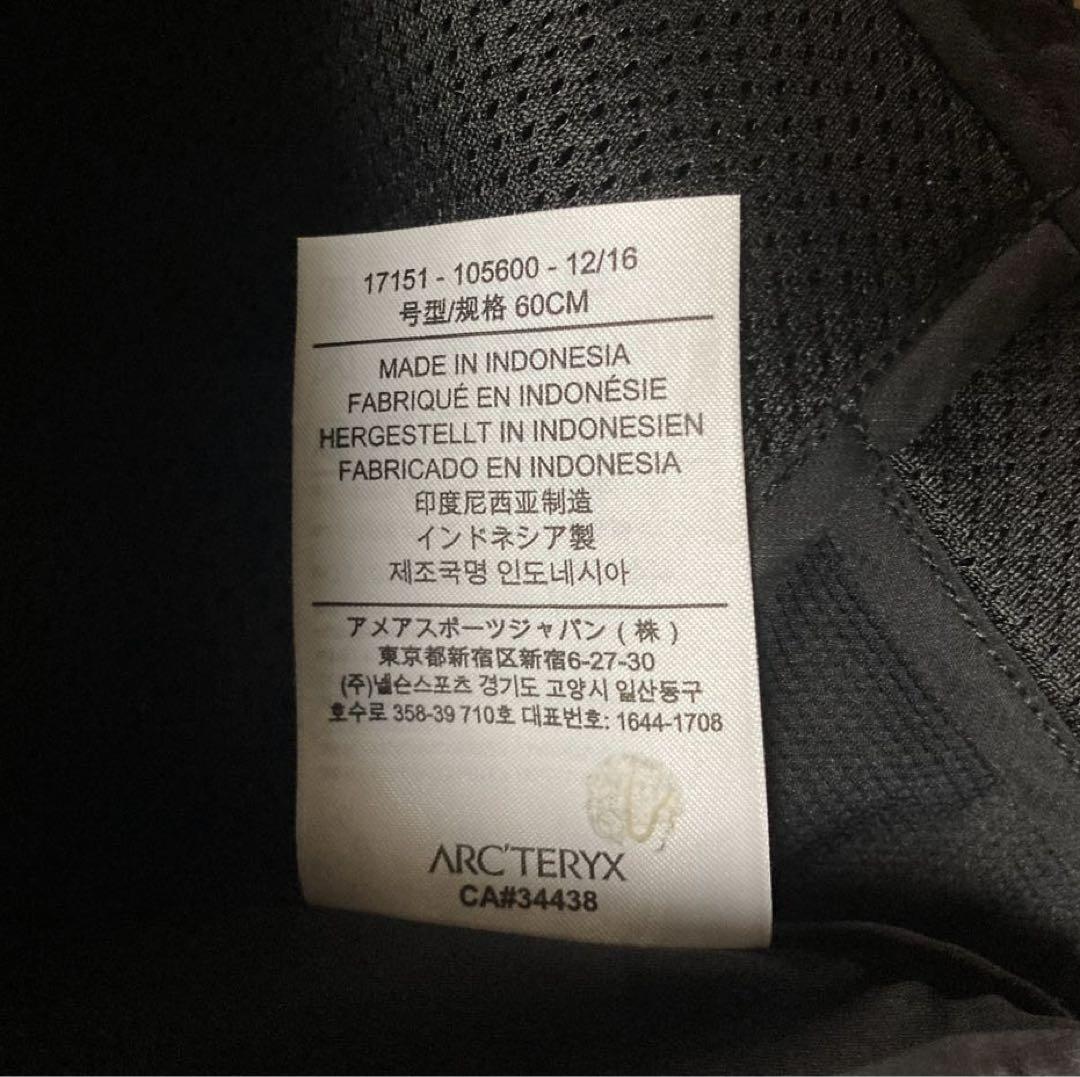 17151 - 105600 - 12/16
号型/规格 60CM
MADE IN INDONESIA
FABRIQUÉ EN INDONÉSIE
HERGESTELLT IN INDONESIEN
FABRICADO EN INDONESIA
印度尼西亚制造
インドネシア製
제조국명 인도네시아
アメアスポーツジャパン ( 株 )
東京都新宿区新宿6-27-30
(주)넬슨스포츠 경기도 고양시 일산동구
호수로 358-39 710호 대표번호: 1644-1708
ARC'TERYX
CA#34438